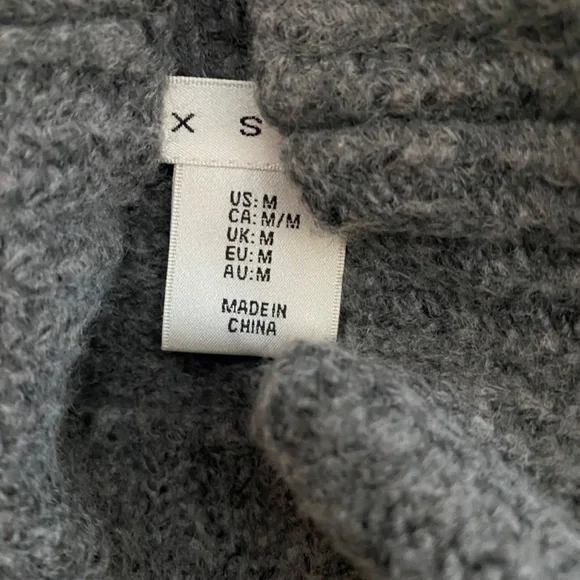 X S
US: M
CA: M/M
UK: M
EU: M
AU: M
MADE IN
CHINA